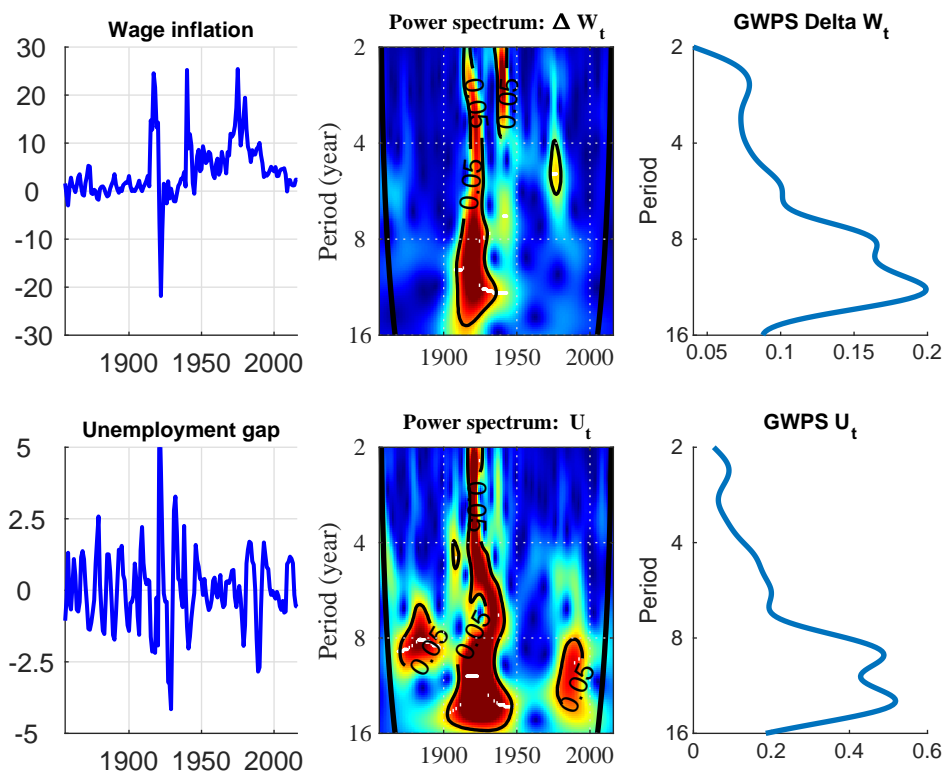 Wage inflation
30
20
10
0
-10
-20
-30
1900 1950 2000
Power spectrum: Δ W_t
Period (year)
2
4
8
16
1900 1950 2000
0.05
0.05
0.05
GWPS Delta W_t
Period
2
4
8
16
0.05 0.1 0.15 0.2
Unemployment gap
5
2.5
0
-2.5
-5
1900 1950 2000
Power spectrum: U_t
Period (year)
2
4
8
16
1900 1950 2000
0.05
0.05
0.05
0.05
GWPS U_t
Period
2
4
8
16
0 0.2 0.4 0.6